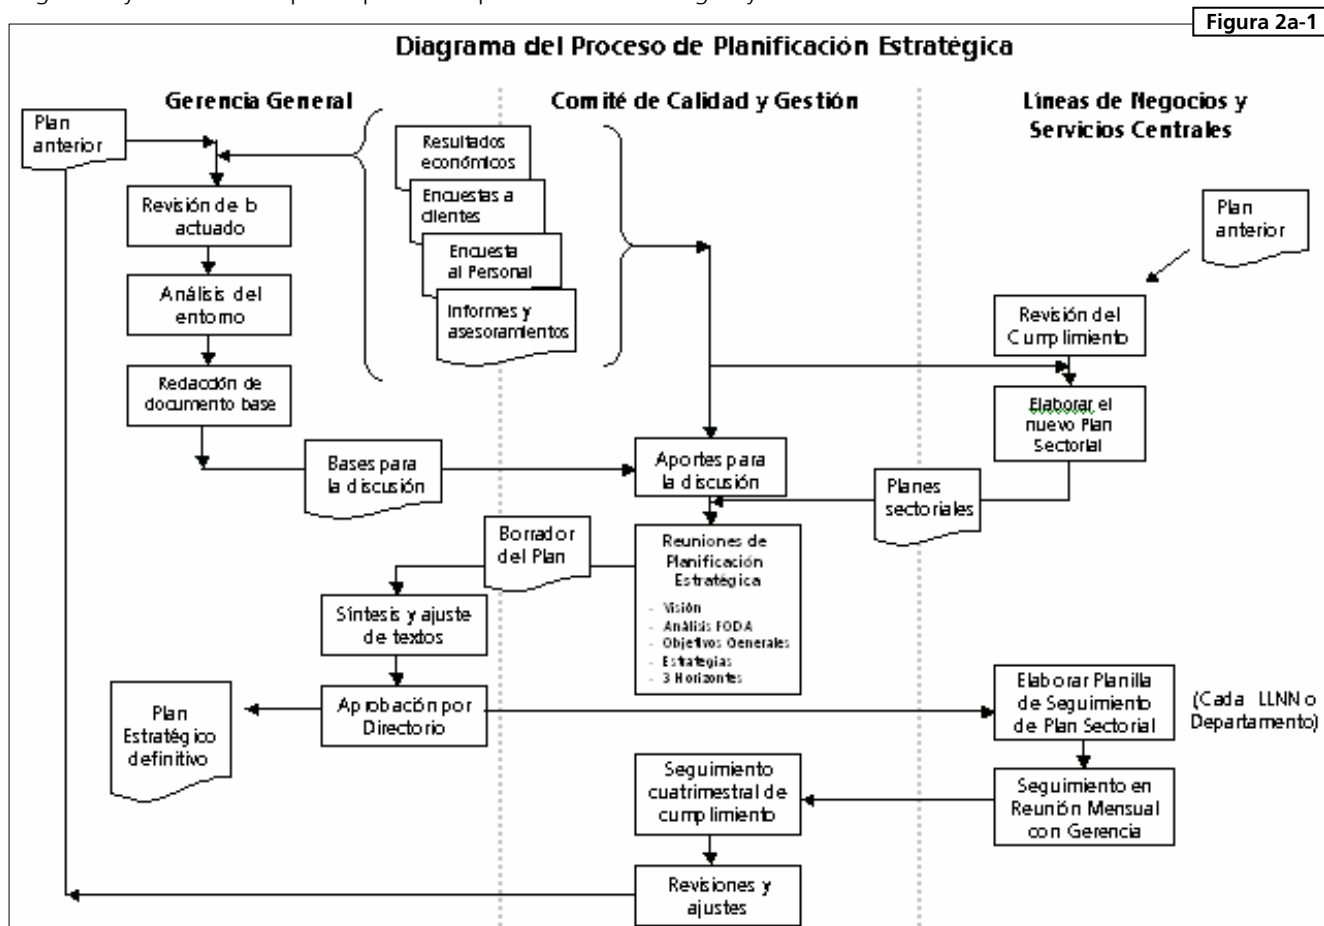 Figura 2a-1
Diagrama del Proceso de Planificación Estratégica
Gerencia General
Comité de Calidad y Gestión
Líneas de Negocios y
Servicios Centrales
Plan
anterior
Resultados
económicos
Encuestas a
clientes
Encuesta
al Personal
Informes y
asesoramientos
Revisión de lo
actuado
Análisis del
entorno
Redacción de
documento base
Plan
anterior
Revisión del
Cumplimiento
Elaborar el
nuevo Plan
Sectorial
Bases para
la discusión
Aportes para
la discusión
Planes
sectoriales
Borrador
del Plan
Reuniones de
Planificación
Estratégica
- Visión
- Análisis FODA
- Objetivos Generales
- Estrategias
- 3 Horizontes
Síntesis y ajuste
de textos
Aprobación por
Directorio
Plan
Estratégico
definitivo
Elaborar Planilla
de Seguimiento
de Plan Sectorial
(Cada LLNN o
Departamento)
Seguimiento
cuatrimestral de
cumplimiento
Seguimiento en
Reunión Mensual
con Gerencia
Revisiones y
ajustes